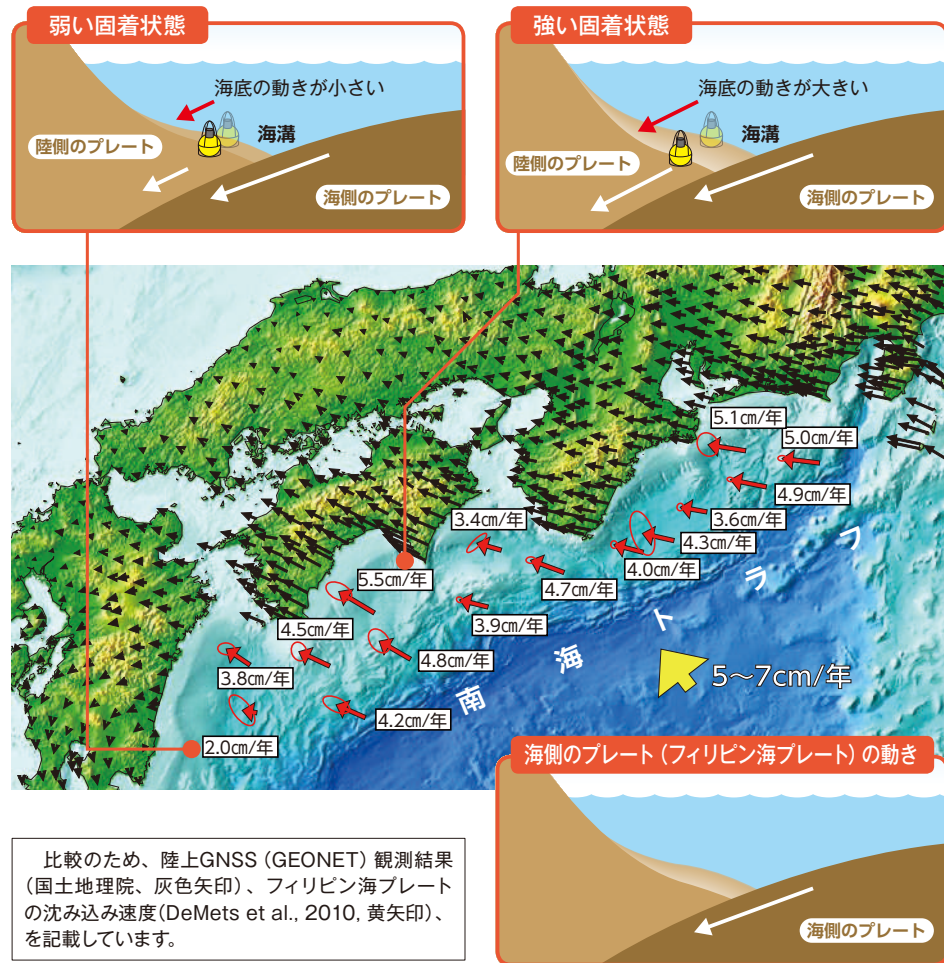 弱い固着状態
海底の動きが小さい
海溝
陸側のプレート
海側のプレート
強い固着状態
海底の動きが大きい
海溝
陸側のプレート
海側のプレート
5.1cm/年
5.0cm/年
4.9cm/年
3.4cm/年
3.6cm/年
4.3cm/年
4.0cm/年
5.5cm/年
4.7cm/年
3.9cm/年
4.5cm/年
4.8cm/年
3.8cm/年
4.2cm/年
2.0cm/年
南海トラフ
5～7cm/年
海側のプレート（フィリピン海プレート）の動き
海側のプレート
比較のため、陸上GNSS（GEONET）観測結果
（国土地理院、灰色矢印）、フィリピン海プレート
の沈み込み速度（DeMets et al., 2010, 黄矢印）、
を記載しています。